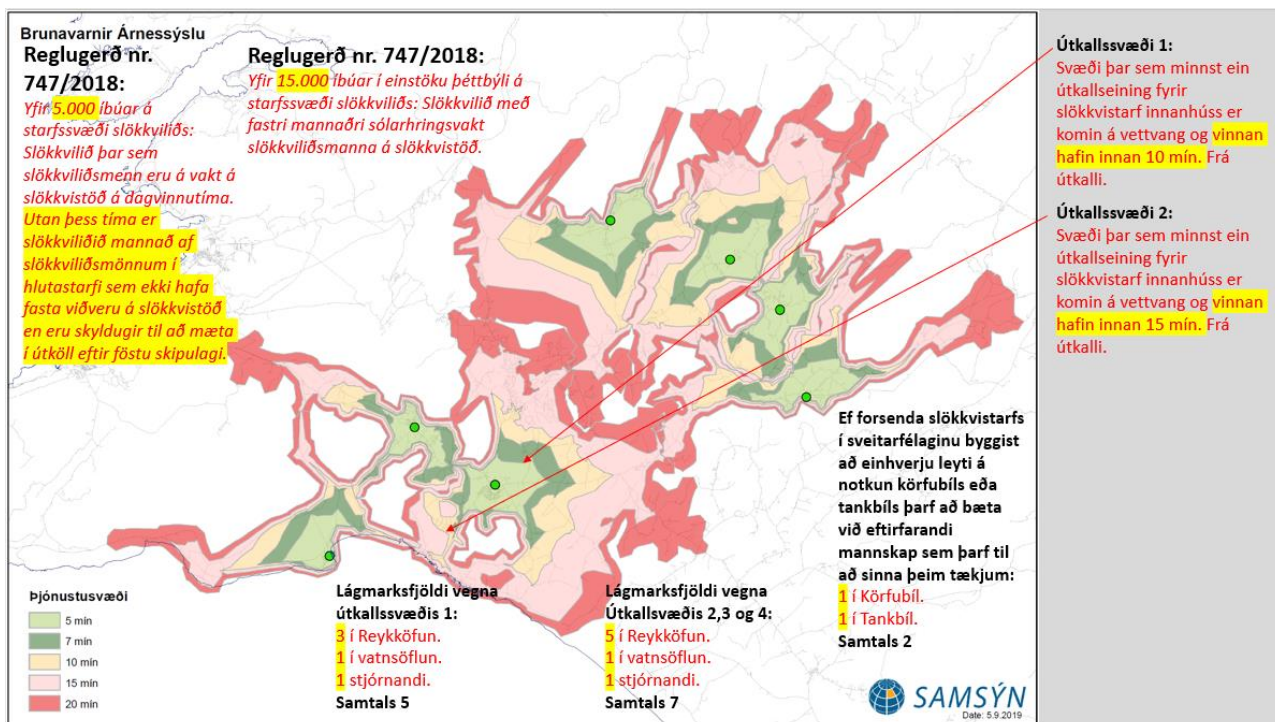 Brunavarnir Árnessýslu
Reglugerð nr.
747/2018:
Yfir 5.000 íbúar á
starfssvæði slökkviliðs:
Slökkvilið þar sem
slökkviliðsmenn eru á vakt á
slökkvistöð á dagvinnutíma.
Utan þess tíma er
slökkviliðið mannað af
slökkviliðsmönnum í
hlutastarfi sem ekki hafa
fasta viðveru á slökkvistöð
en eru skyldugir til að mæta
í útköll eftir föstu skipulagi.
Reglugerð nr. 747/2018:
Yfir 15.000 íbúar í einstöku þéttbýli á
starfssvæði slökkviliðs: Slökkvilið með
fastri mannaðri sólarhringsvakt
slökkviliðsmanna á slökkvistöð.
Útkallssvæði 1:
Svæði þar sem minnst ein
útkallseining fyrir
slökkvistarf innanhúss er
komin á vettvang og vinnan
hafin innan 10 mín. Frá
útkalli.
Útkallssvæði 2:
Svæði þar sem minnst ein
útkallseining fyrir
slökkvistarf innanhúss er
komin á vettvang og vinnan
hafin innan 15 mín. Frá
útkalli.
Ef forsenda slökkvistarfs
í sveitarfélaginu byggist
að einhverju leyti á
notkun körfubíls eða
tankbíls þarf að bæta
við eftirfarandi
mannskap sem þarf til
að sinna þeim tækjum:
1 í Körfubíl.
1 í Tankbíl.
Samtals 2
Þjónustusvæði
5 mín
7 mín
10 mín
15 mín
20 mín
Lágmarksfjöldi vegna
útkallssvæðis 1:
3 í Reykköfun.
1 í vatnsöflun.
1 stjórnandi.
Samtals 5
Lágmarksfjöldi vegna
Útkallsvæðis 2,3 og 4:
5 í Reykköfun.
1 í vatnsöflun.
1 stjórnandi.
Samtals 7
SAMSÝN
Date: 5.9.2019